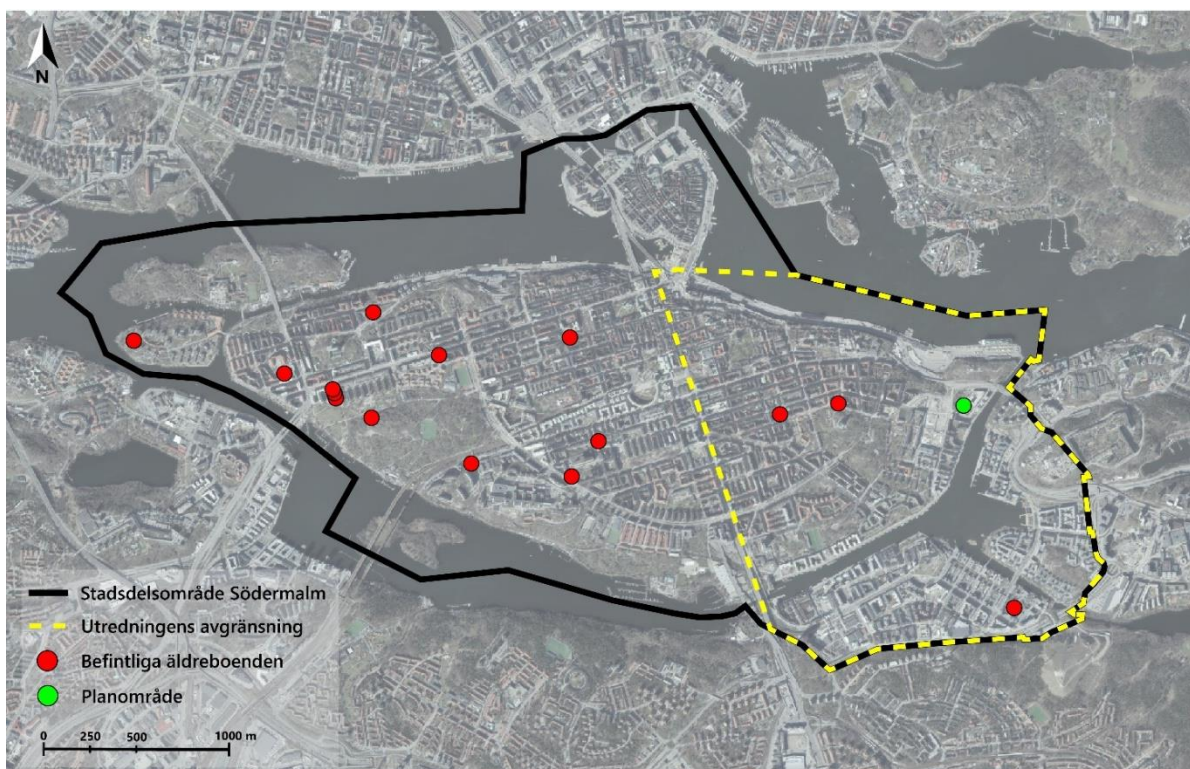 N
Stadsdelsområde Södermalm
Utredningens avgränsning
Befintliga äldreboenden
Planområde
0 250 500 1000 m